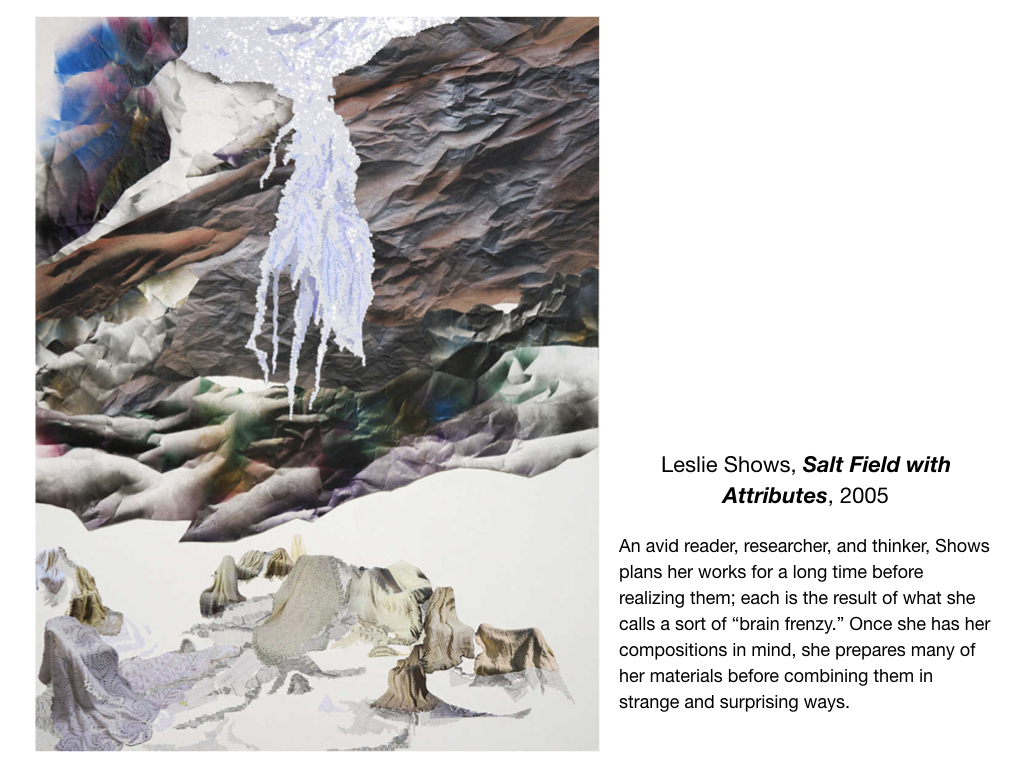 Leslie Shows, Salt Field with
Attributes, 2005
An avid reader, researcher, and thinker, Shows
plans her works for a long time before
realizing them; each is the result of what she
calls a sort of “brain frenzy.” Once she has her
compositions in mind, she prepares many of
her materials before combining them in
strange and surprising ways.